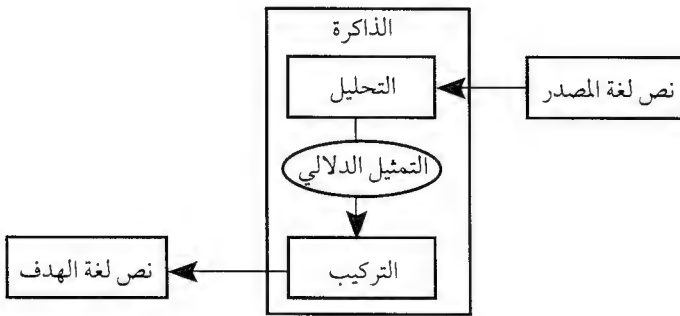 الذاكرة
نص لغة المصدر
التحليل
التمثيل الدلالي
التركيب
نص لغة الهدف